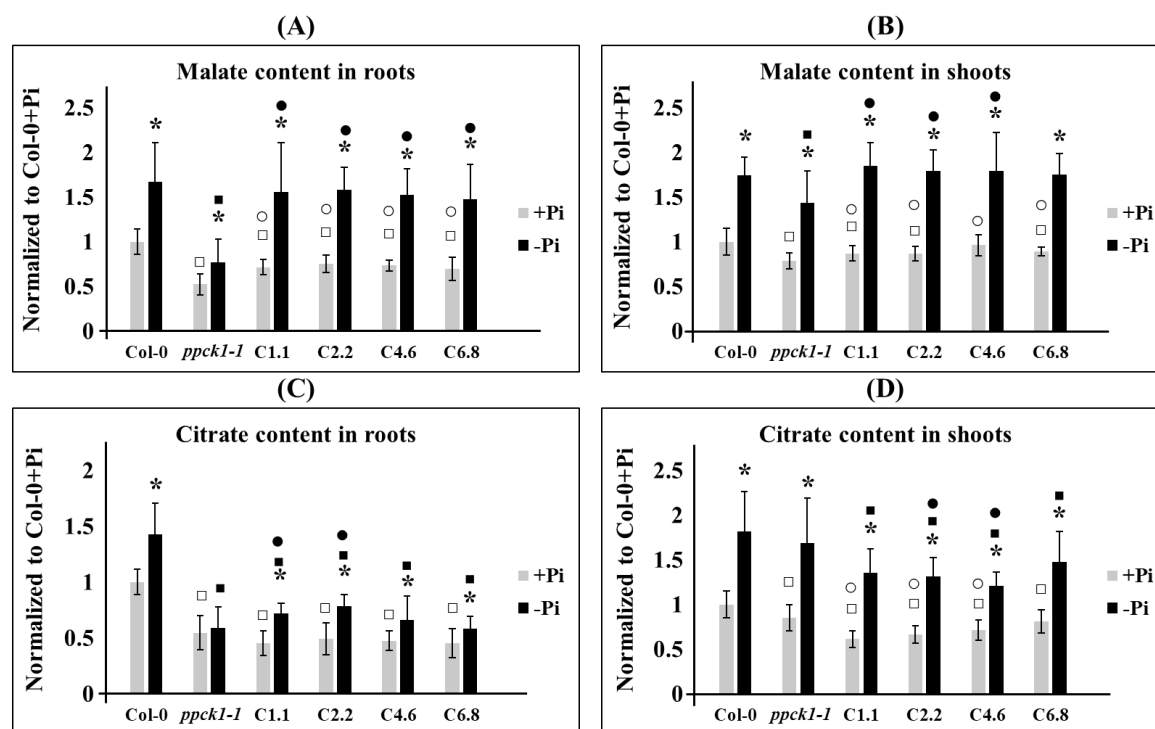 (A)
Malate content in roots
Normalized to Col-0+Pi
2.5
2
1.5
1
0.5
0
* * * * * *
+Pi
-Pi
Col-0 ppck1-1 C1.1 C2.2 C4.6 C6.8
(B)
Malate content in shoots
Normalized to Col-0+Pi
2.5
2
1.5
1
0.5
0
* * * * * *
+Pi
-Pi
Col-0 ppck1-1 C1.1 C2.2 C4.6 C6.8
(C)
Citrate content in roots
Normalized to Col-0+Pi
2
1.5
1
0.5
0
* * * * *
+Pi
-Pi
Col-0 ppck1-1 C1.1 C2.2 C4.6 C6.8
(D)
Citrate content in shoots
Normalized to Col-0+Pi
2.5
2
1.5
1
0.5
0
* * * * * *
+Pi
-Pi
Col-0 ppck1-1 C1.1 C2.2 C4.6 C6.8